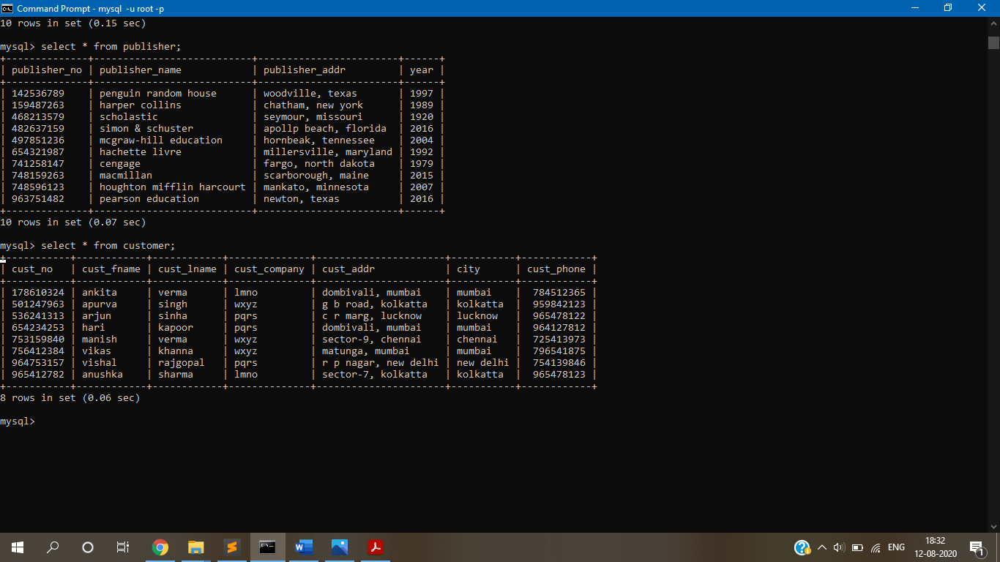 Command Prompt - mysql  -u root -p
10 rows in set (0.15 sec)
mysql> select * from publisher;
+--------------+--------------------------+------------------------+------+
| publisher_no | publisher_name           | publisher_addr         | year |
+--------------+--------------------------+------------------------+------+
| 142536789    | penguin random house     | woodville, texas       | 1997 |
| 159487263    | harper collins           | chatham, new york      | 1989 |
| 468213579    | scholastic               | seymour, missouri      | 1920 |
| 482637159    | simon & schuster         | apollp beach, florida  | 2016 |
| 497851236    | mcgraw-hill education    | hornbeak, tennessee    | 2004 |
| 654321987    | hachette livre           | millersville, maryland | 1992 |
| 741258147    | cengage                  | fargo, north dakota    | 1979 |
| 748159263    | macmillan                | scarborough, maine     | 2015 |
| 748596123    | houghton mifflin harcourt | mankato, minnesota     | 2007 |
| 963751482    | pearson education        | newton, texas          | 2016 |
+--------------+--------------------------+------------------------+------+
10 rows in set (0.07 sec)
mysql> select * from customer;
+-----------+------------+------------+--------------+----------------------+-----------+------------+
| cust_no   | cust_fname | cust_lname | cust_company | cust_addr            | city      | cust_phone |
+-----------+------------+------------+--------------+----------------------+-----------+------------+
| 178610324 | ankita     | verma      | lmno         | dombivali, mumbai    | mumbai    |  784512365 |
| 501247963 | apurva     | singh      | wxyz         | g b road, kolkatta   | kolkatta  |  959842123 |
| 536241313 | arjun      | sinha      | pqrs         | c r marg, lucknow    | lucknow   |  965478122 |
| 654234253 | hari       | kapoor     | pqrs         | dombivali, mumbai    | mumbai    |  964127812 |
| 753159840 | manish     | verma      | wxyz         | sector-9, chennai    | chennai   |  725413973 |
| 756412384 | vikas      | khanna     | wxyz         | matunga, mumbai      | mumbai    |  796541875 |
| 964753157 | vishal     | rajgopal   | pqrs         | r p nagar, new delhi | new delhi |  754139846 |
| 965412782 | anushka    | sharma     | lmno         | sector-7, kolkatta   | kolkatta  |  965478123 |
+-----------+------------+------------+--------------+----------------------+-----------+------------+
8 rows in set (0.06 sec)
mysql>
ENG
18:32
12-08-2020
1